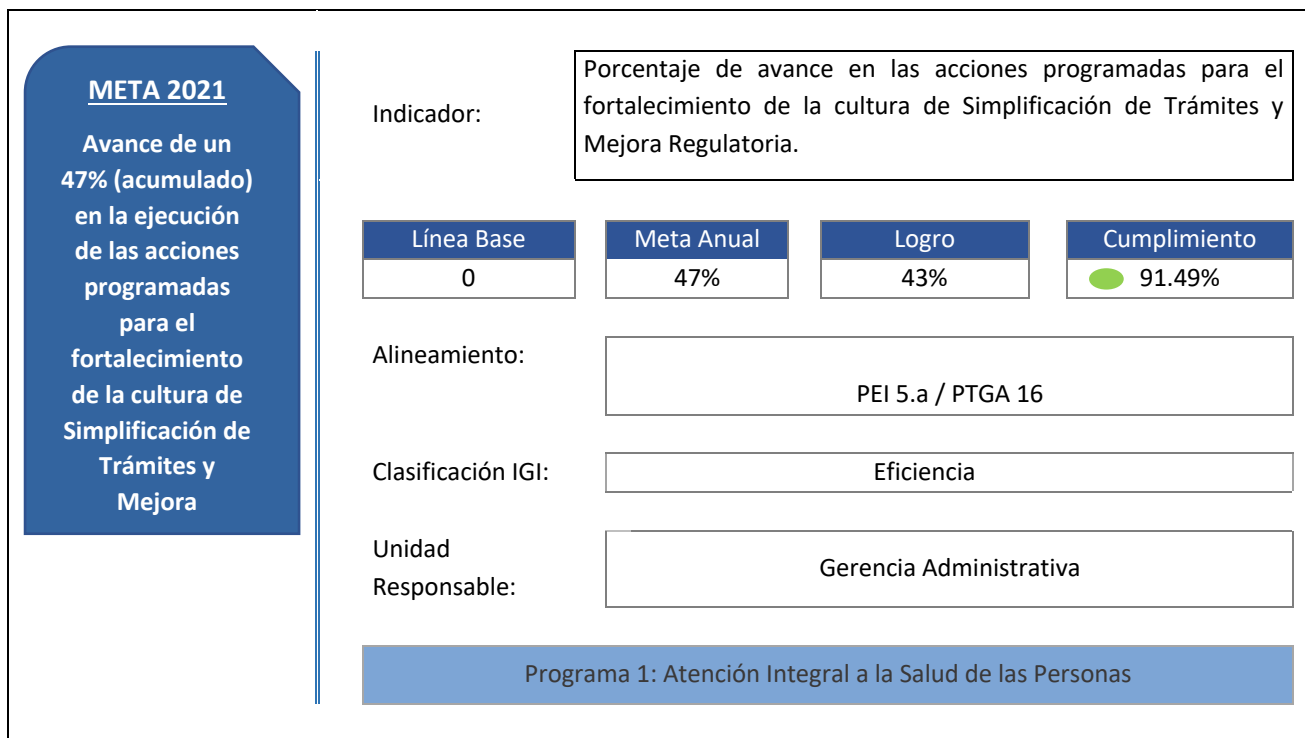 META 2021
Avance de un
47% (acumulado)
en la ejecución
de las acciones
programadas
para el
fortalecimiento
de la cultura de
Simplificación de
Trámites y
Mejora
Indicador:
Porcentaje de avance en las acciones programadas para el
fortalecimiento de la cultura de Simplificación de Trámites y
Mejora Regulatoria.
Línea Base Meta Anual Logro Cumplimiento
0 47% 43% 91.49%
Alineamiento:
PEI 5.a / PTGA 16
Clasificación IGI: Eficiencia
Unidad
Responsable:
Gerencia Administrativa
Programa 1: Atención Integral a la Salud de las Personas